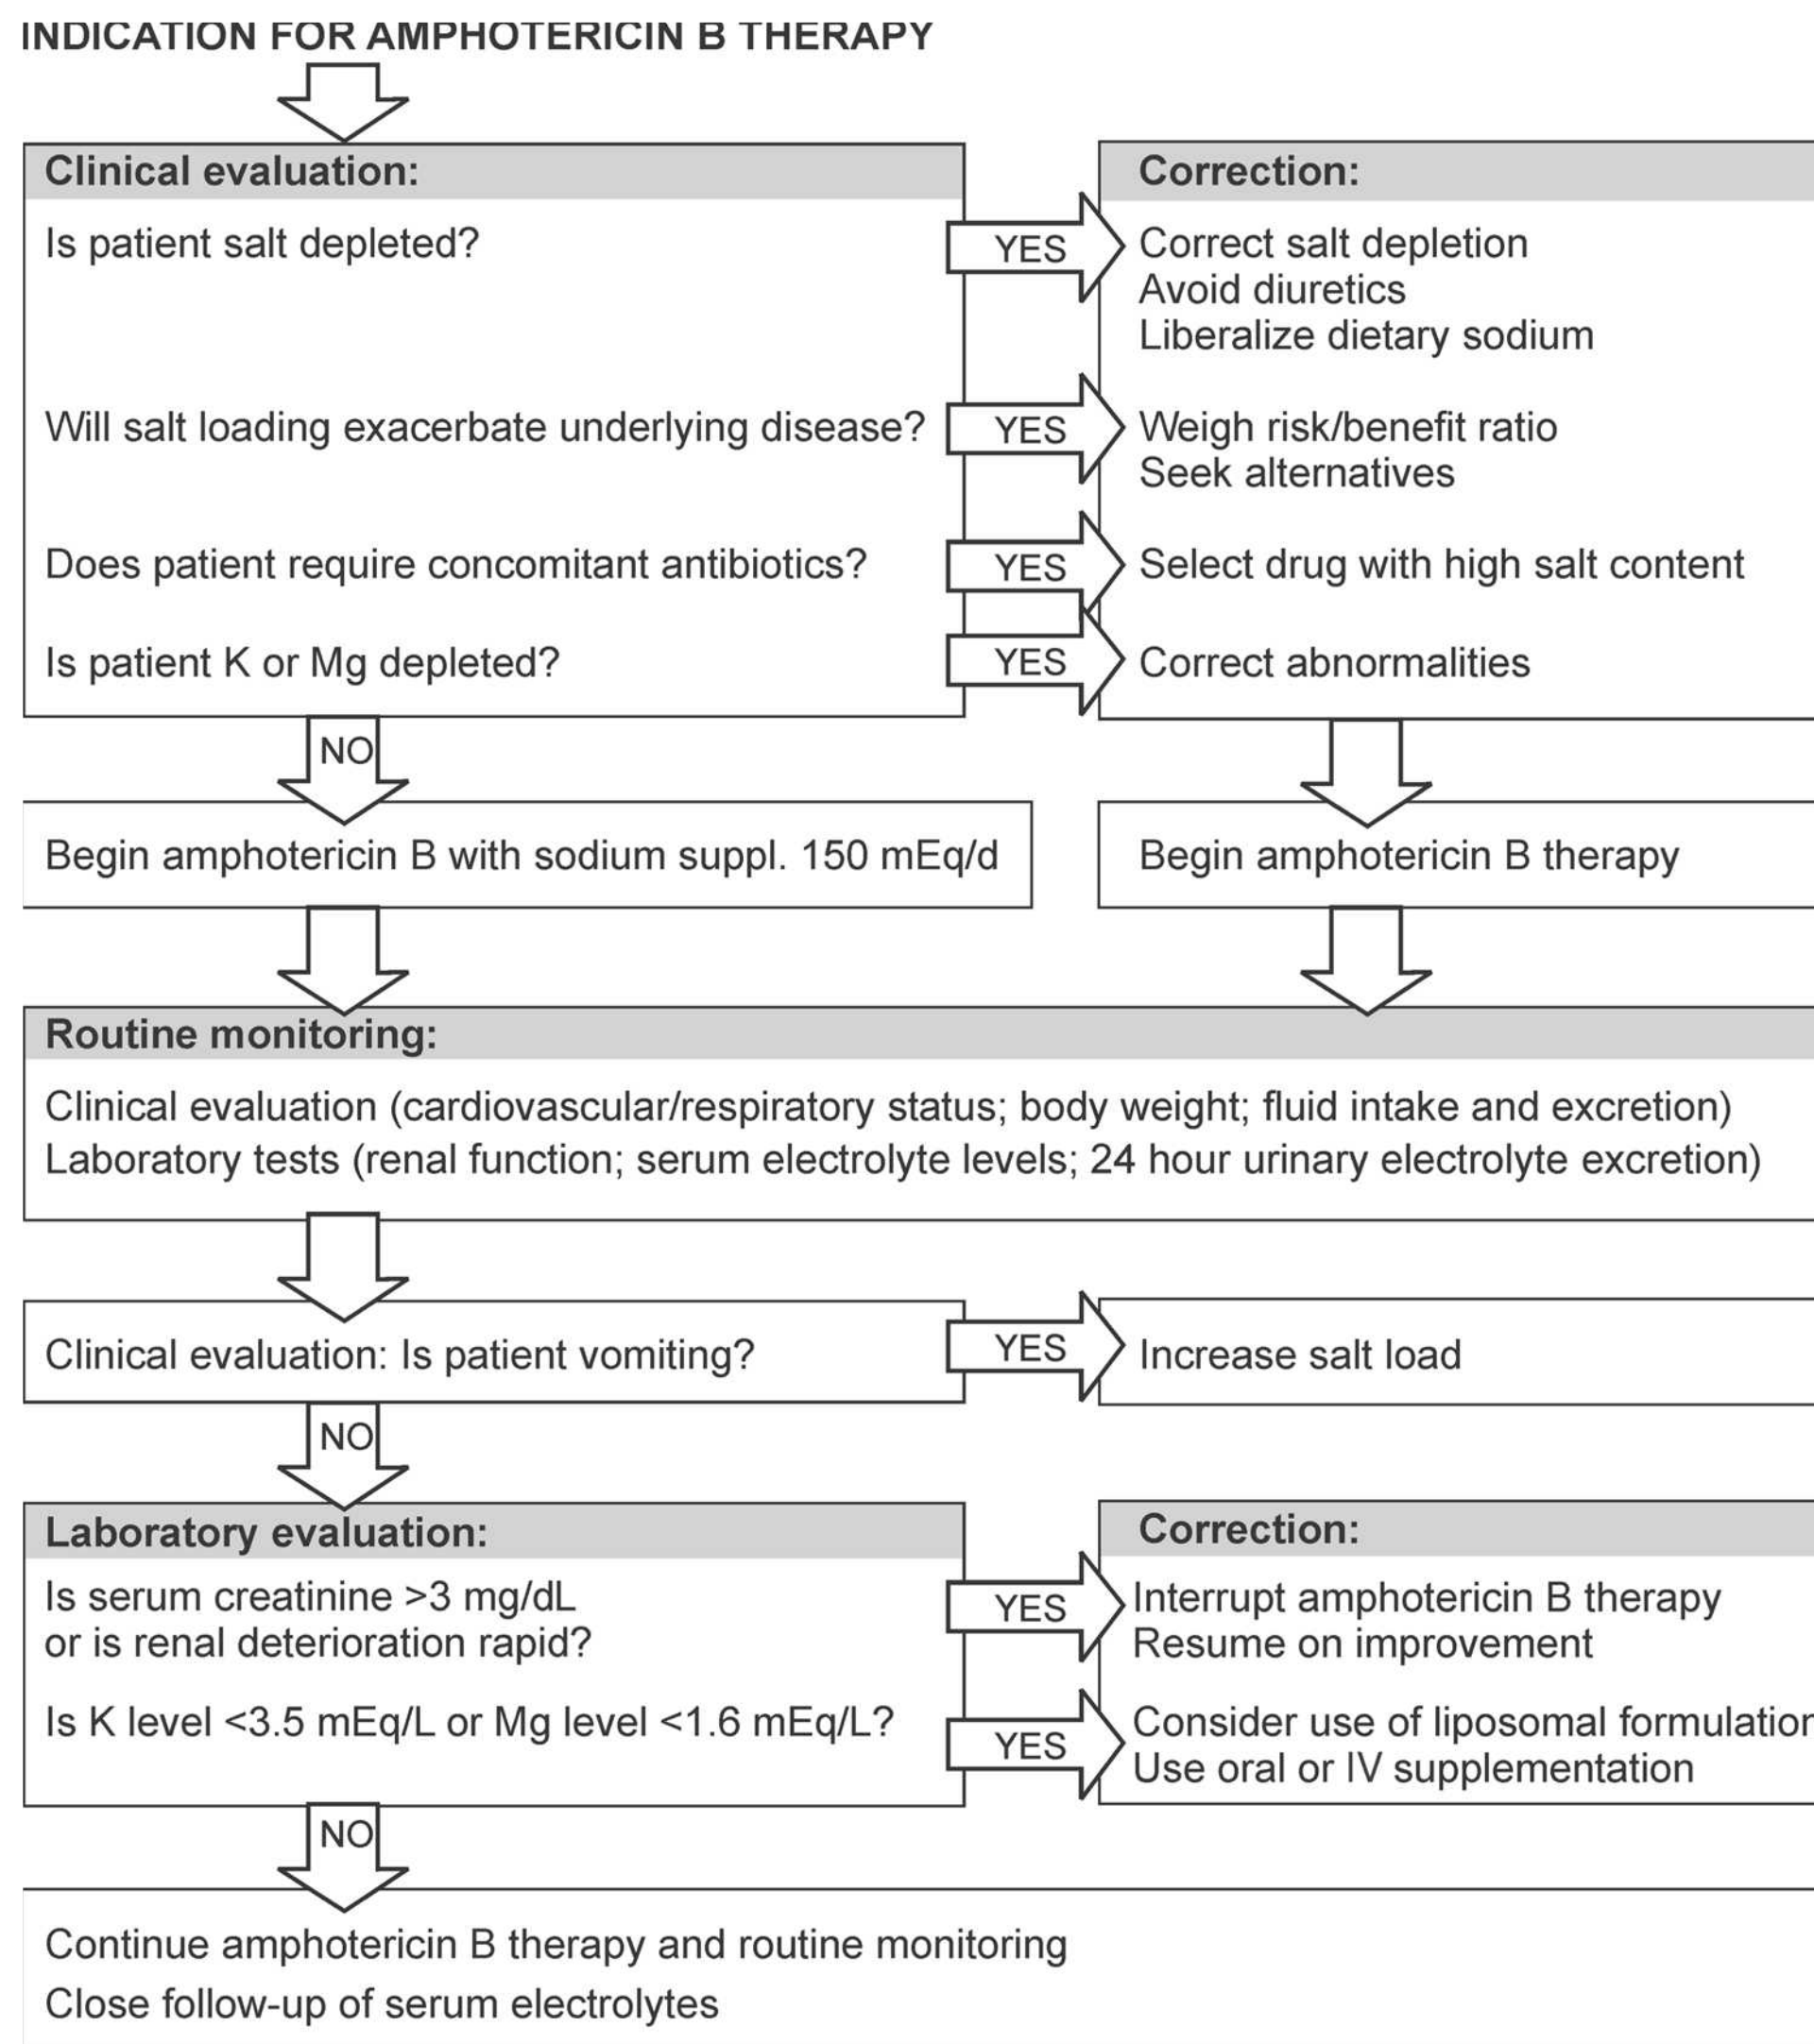 INDICATION FOR AMPHOTERICIN B THERAPY
Clinical evaluation:
Is patient salt depleted?
YES
Will salt loading exacerbate underlying disease?
YES
Does patient require concomitant antibiotics?
YES
Is patient K or Mg depleted?
YES
Correction:
Correct salt depletion
Avoid diuretics
Liberalize dietary sodium
Weigh risk/benefit ratio
Seek alternatives
Select drug with high salt content
Correct abnormalities
NO
Begin amphotericin B with sodium suppl. 150 mEq/d
Begin amphotericin B therapy
Routine monitoring:
Clinical evaluation (cardiovascular/respiratory status; body weight; fluid intake and excretion)
Laboratory tests (renal function; serum electrolyte levels; 24 hour urinary electrolyte excretion)
Clinical evaluation: Is patient vomiting?
YES
Increase salt load
NO
Laboratory evaluation:
Is serum creatinine >3 mg/dL
or is renal deterioration rapid?
YES
Is K level <3.5 mEq/L or Mg level <1.6 mEq/L?
YES
Correction:
Interrupt amphotericin B therapy
Resume on improvement
Consider use of liposomal formulation
Use oral or IV supplementation
NO
Continue amphotericin B therapy and routine monitoring
Close follow-up of serum electrolytes